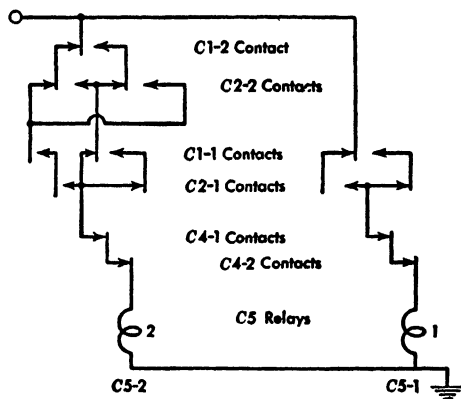 C1-2 Contact
C2-2 Contacts
C1-1 Contacts
C2-1 Contacts
C4-1 Contacts
C4-2 Contacts
C5 Relays
2
1
C5-2
C5-1